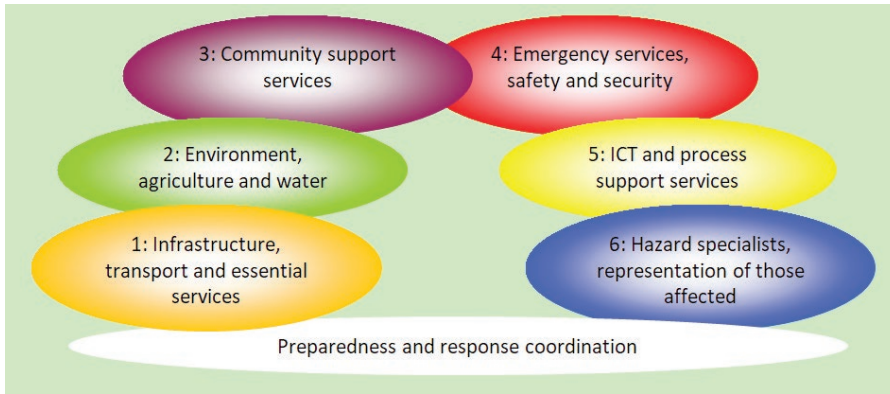 3: Community support
services
4: Emergency services,
safety and security
2: Environment,
agriculture and water
5: ICT and process
support services
1: Infrastructure,
transport and essential
services
6: Hazard specialists,
representation of those
affected
Preparedness and response coordination